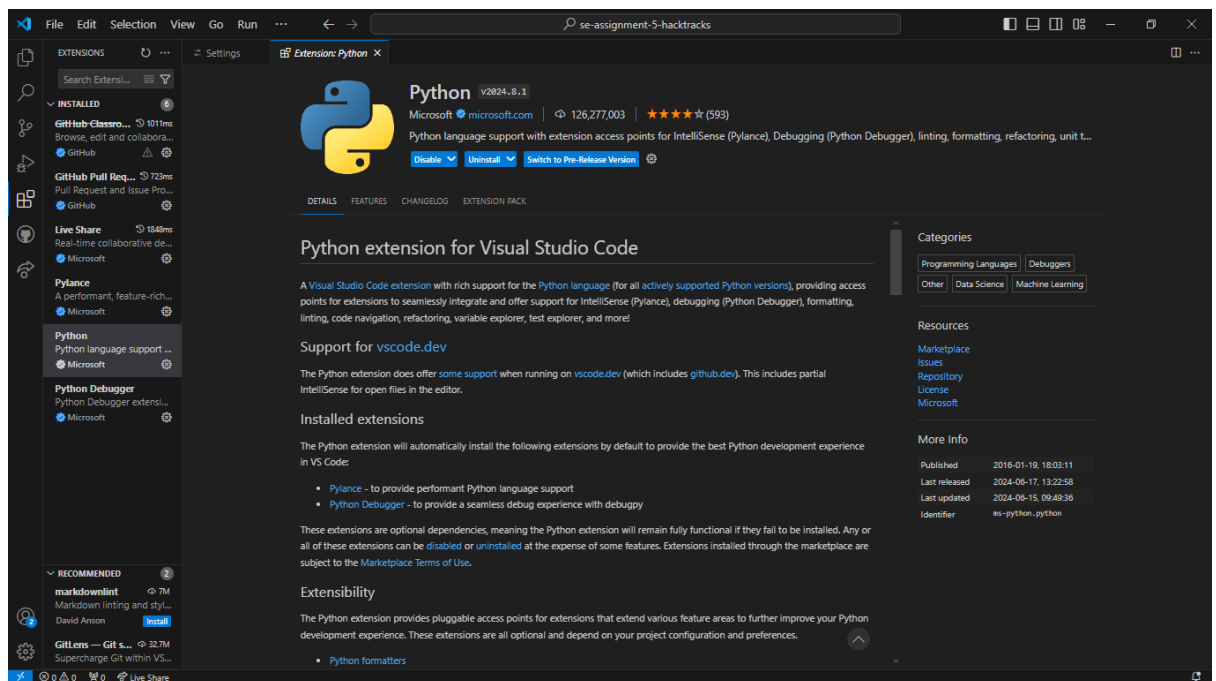 File Edit Selection View Go Run ···
se-assignment-5-hacktracks
EXTENSIONS
Search Extensi...
INSTALLED 6
GitHub Classro... 1011ms
Browse, edit and collabora...
GitHub
GitHub Pull Req... 723ms
Pull Request and Issue Pro...
GitHub
Live Share 1848ms
Real-time collaborative de...
Microsoft
Pylance
A performant, feature-rich...
Microsoft
Python
Python language support ...
Microsoft
Python Debugger
Python Debugger extensi...
Microsoft
RECOMMENDED 2
markdownlint 7M
Markdown linting and styl...
David Anson Install
GitLens — Git s... 32.7M
Supercharge Git within VS...
Settings
Extension: Python
Python v2024.8.1
Microsoft microsoft.com 126,277,003 (593)
Python language support with extension access points for IntelliSense (Pylance), Debugging (Python Debugger), linting, formatting, refactoring, unit t...
Disable Uninstall Switch to Pre-Release Version
DETAILS FEATURES CHANGELOG EXTENSION PACK
Python extension for Visual Studio Code
A Visual Studio Code extension with rich support for the Python language (for all actively supported Python versions), providing access
points for extensions to seamlessly integrate and offer support for IntelliSense (Pylance), debugging (Python Debugger), formatting,
linting, code navigation, refactoring, variable explorer, test explorer, and more!
Support for vscode.dev
The Python extension does offer some support when running on vscode.dev (which includes github.dev). This includes partial
IntelliSense for open files in the editor.
Installed extensions
The Python extension will automatically install the following extensions by default to provide the best Python development experience
in VS Code:
• Pylance - to provide performant Python language support
• Python Debugger - to provide a seamless debug experience with debugpy
These extensions are optional dependencies, meaning the Python extension will remain fully functional if they fail to be installed. Any or
all of these extensions can be disabled or uninstalled at the expense of some features. Extensions installed through the marketplace are
subject to the Marketplace Terms of Use.
Extensibility
The Python extension provides pluggable access points for extensions that extend various feature areas to further improve your Python
development experience. These extensions are all optional and depend on your project configuration and preferences.
• Python formatters
Categories
Programming Languages Debuggers
Other Data Science Machine Learning
Resources
Marketplace
Issues
Repository
License
Microsoft
More Info
Published 2016-01-19, 18:03:11
Last released 2024-06-17, 13:22:58
Last updated 2024-06-15, 09:49:36
Identifier ms-python.python
2
0 0 0 Live Share